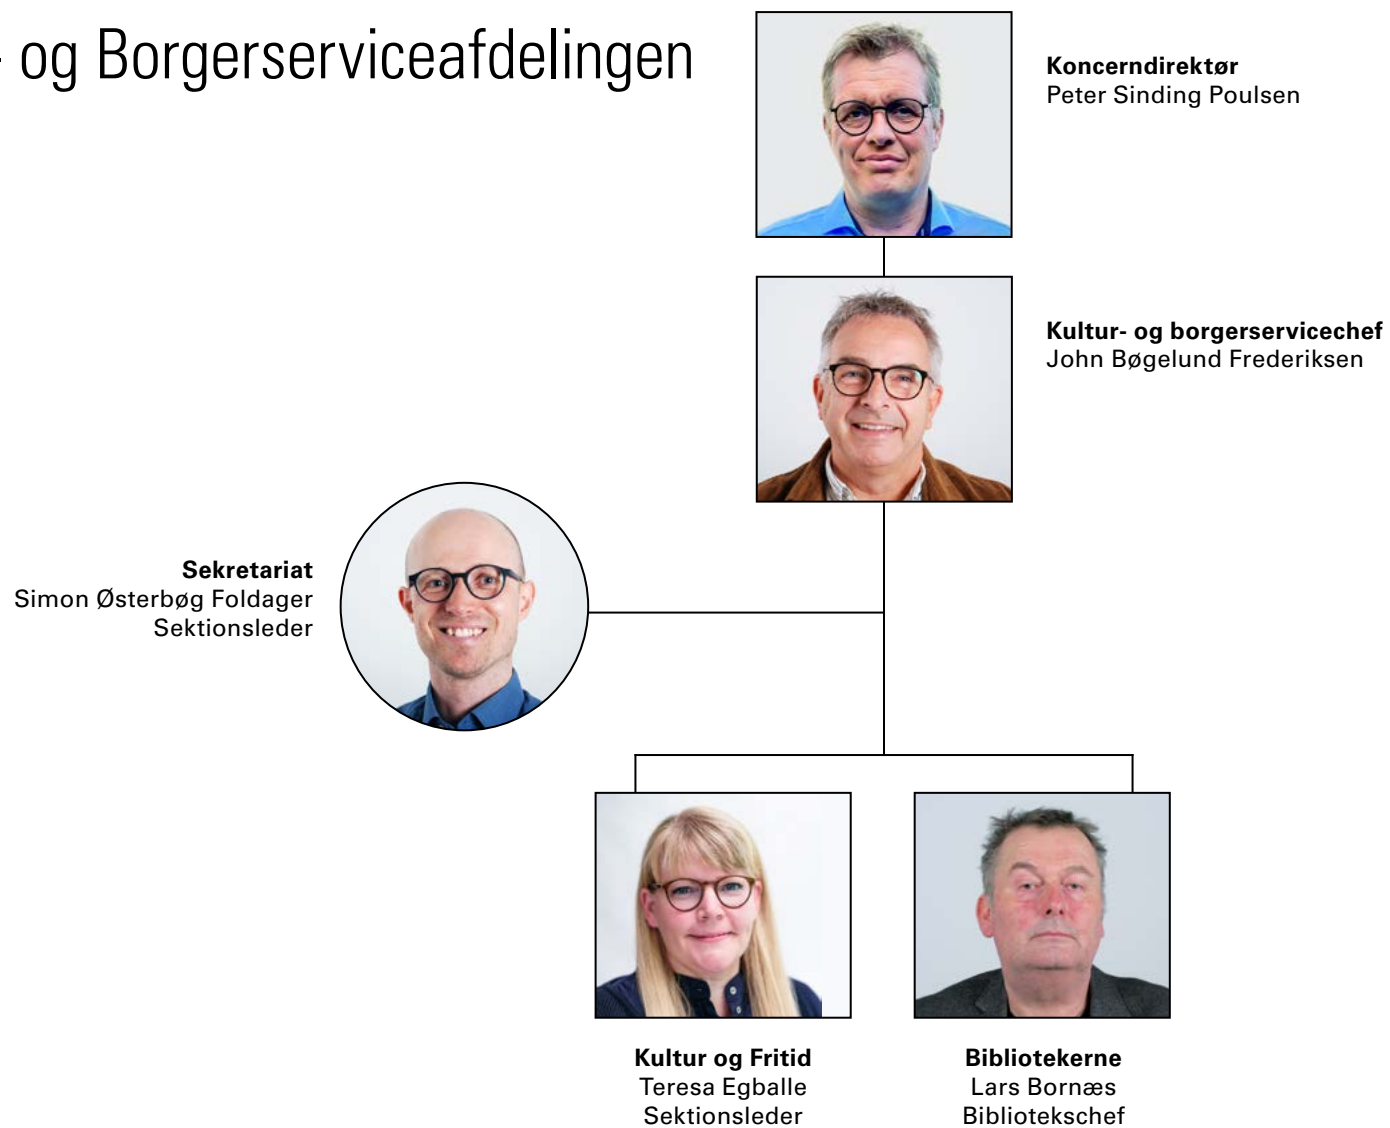 - og Borgerserviceafdelingen
Koncerndirektør
Peter Sinding Poulsen
Kultur- og borgerservicechef
John Bøgelund Frederiksen
Sekretariat
Simon Østerbøg Foldager
Sektionsleder
Kultur og Fritid
Teresa Egballe
Sektionsleder
Bibliotekerne
Lars Bornæs
Bibliotekschef